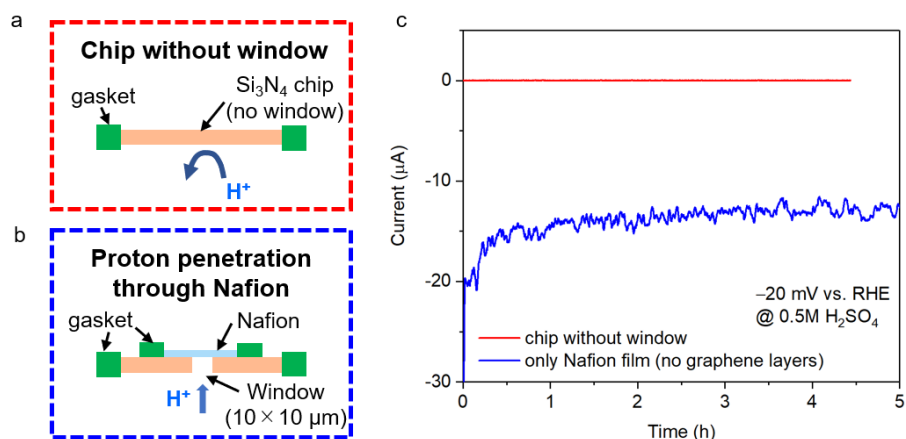 a
Chip without window
Si₃N₄ chip
(no window)
gasket
H⁺
b
Proton penetration
through Nafion
gasket
Nafion
H⁺
Window
(10 × 10 μm)
c
Current (μA)
0
-10
-20
-30
−20 mV vs. RHE
@ 0.5M H₂SO₄
chip without window
only Nafion film (no graphene layers)
0
1
2
3
4
5
Time (h)